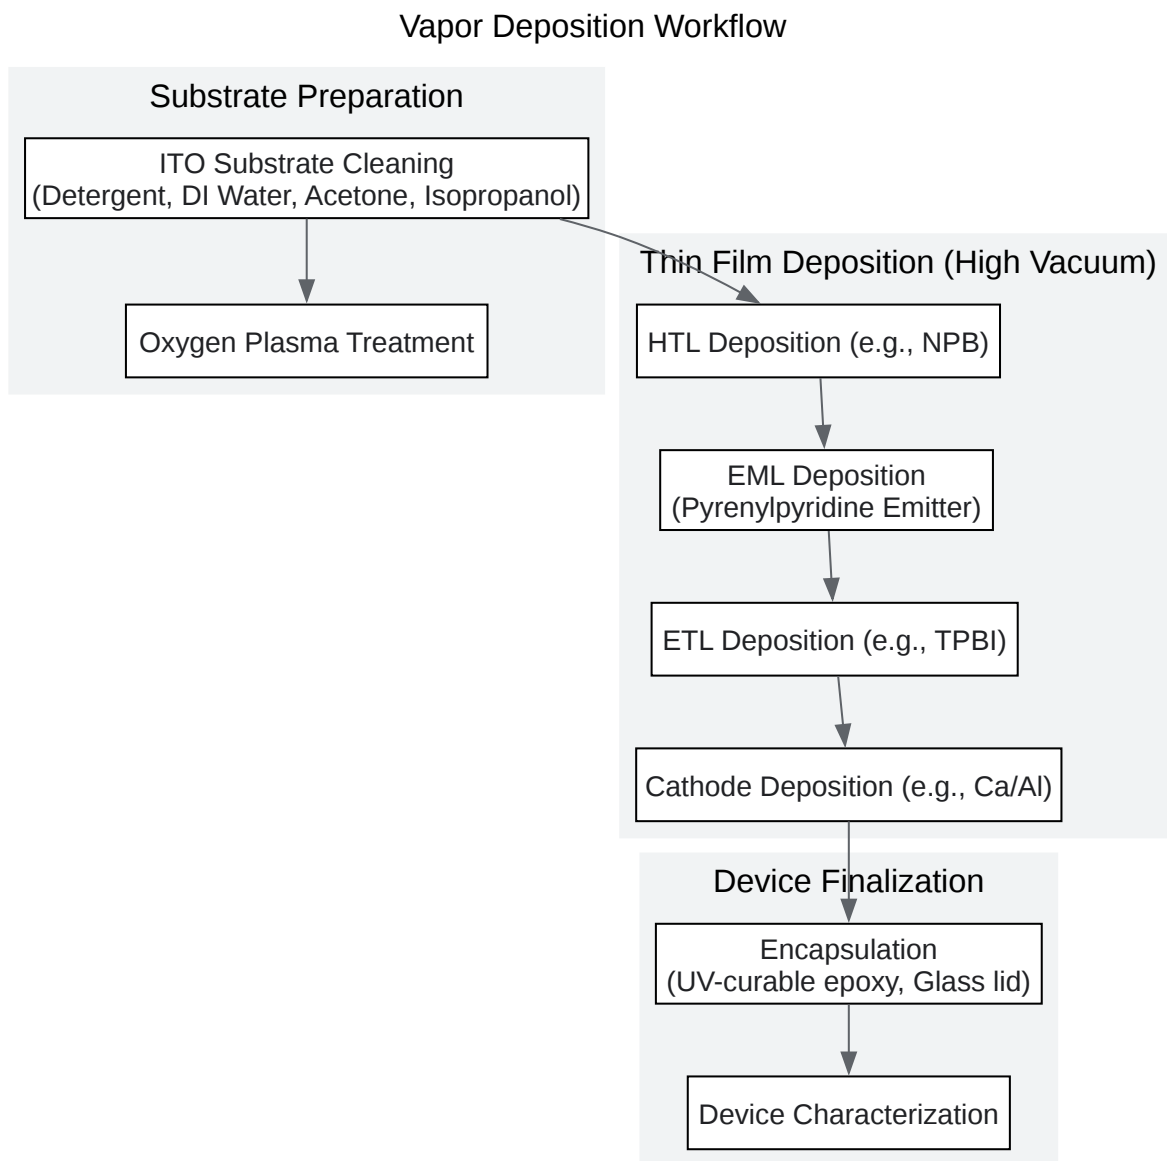 Vapor Deposition Workflow
Substrate Preparation
ITO Substrate Cleaning
(Detergent, DI Water, Acetone, Isopropanol)
Oxygen Plasma Treatment
Thin Film Deposition (High Vacuum)
HTL Deposition (e.g., NPB)
EML Deposition
(Pyrenylpyridine Emitter)
ETL Deposition (e.g., TPBI)
Cathode Deposition (e.g., Ca/Al)
Device Finalization
Encapsulation
(UV-curable epoxy, Glass lid)
Device Characterization